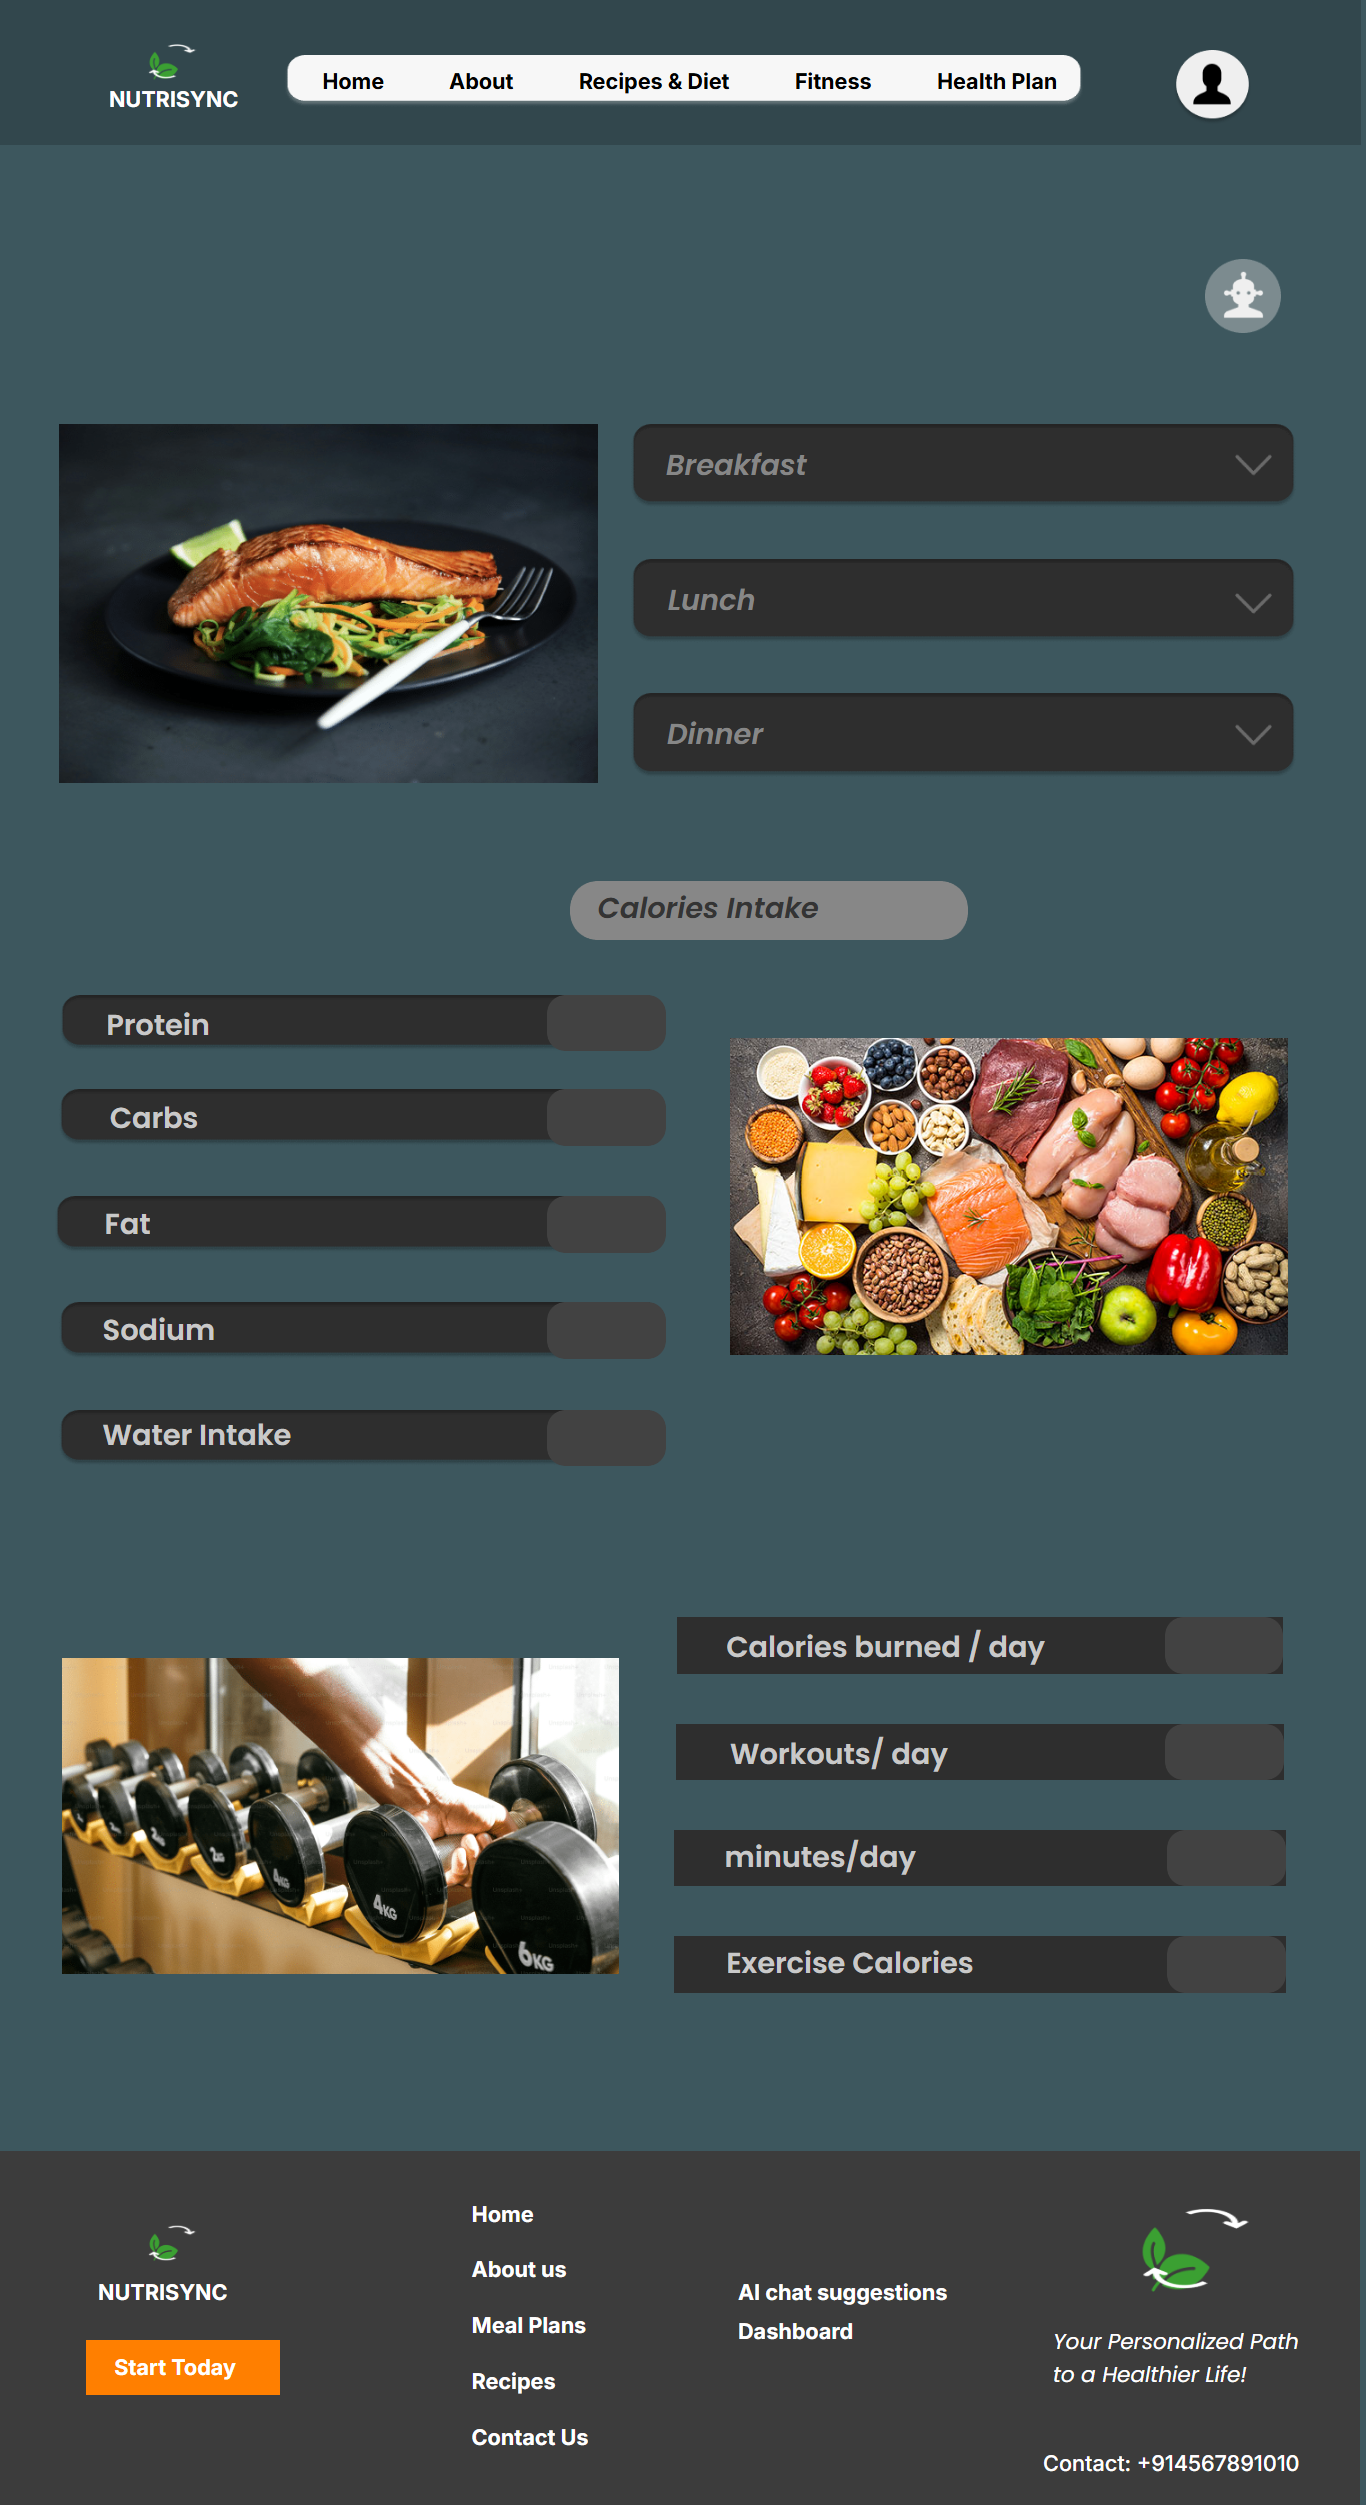 NUTRISYNC
Home
About
Recipes & Diet
Fitness
Health Plan
Breakfast
Lunch
Dinner
Calories Intake
Protein
Carbs
Fat
Sodium
Water Intake
Calories burned / day
Workouts/ day
minutes/day
Exercise Calories
2KG
2KG
4KG
4KG
6KG
NUTRISYNC
Start Today
Home
About us
Meal Plans
Recipes
Contact Us
AI chat suggestions
Dashboard
Your Personalized Path
to a Healthier Life!
Contact: +914567891010